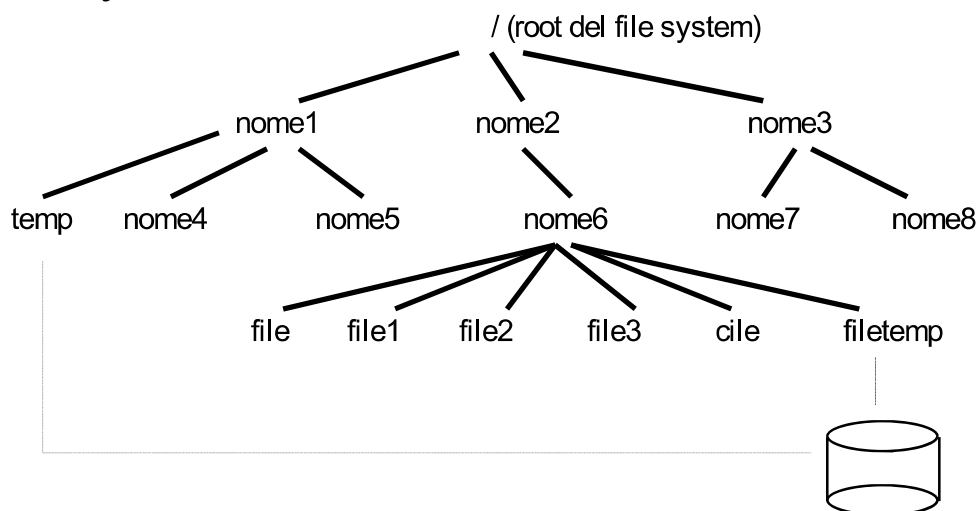 / (root del file system)
nome1 nome2 nome3
temp nome4 nome5 nome6 nome7 nome8
file file1 file2 file3 cile filetemp